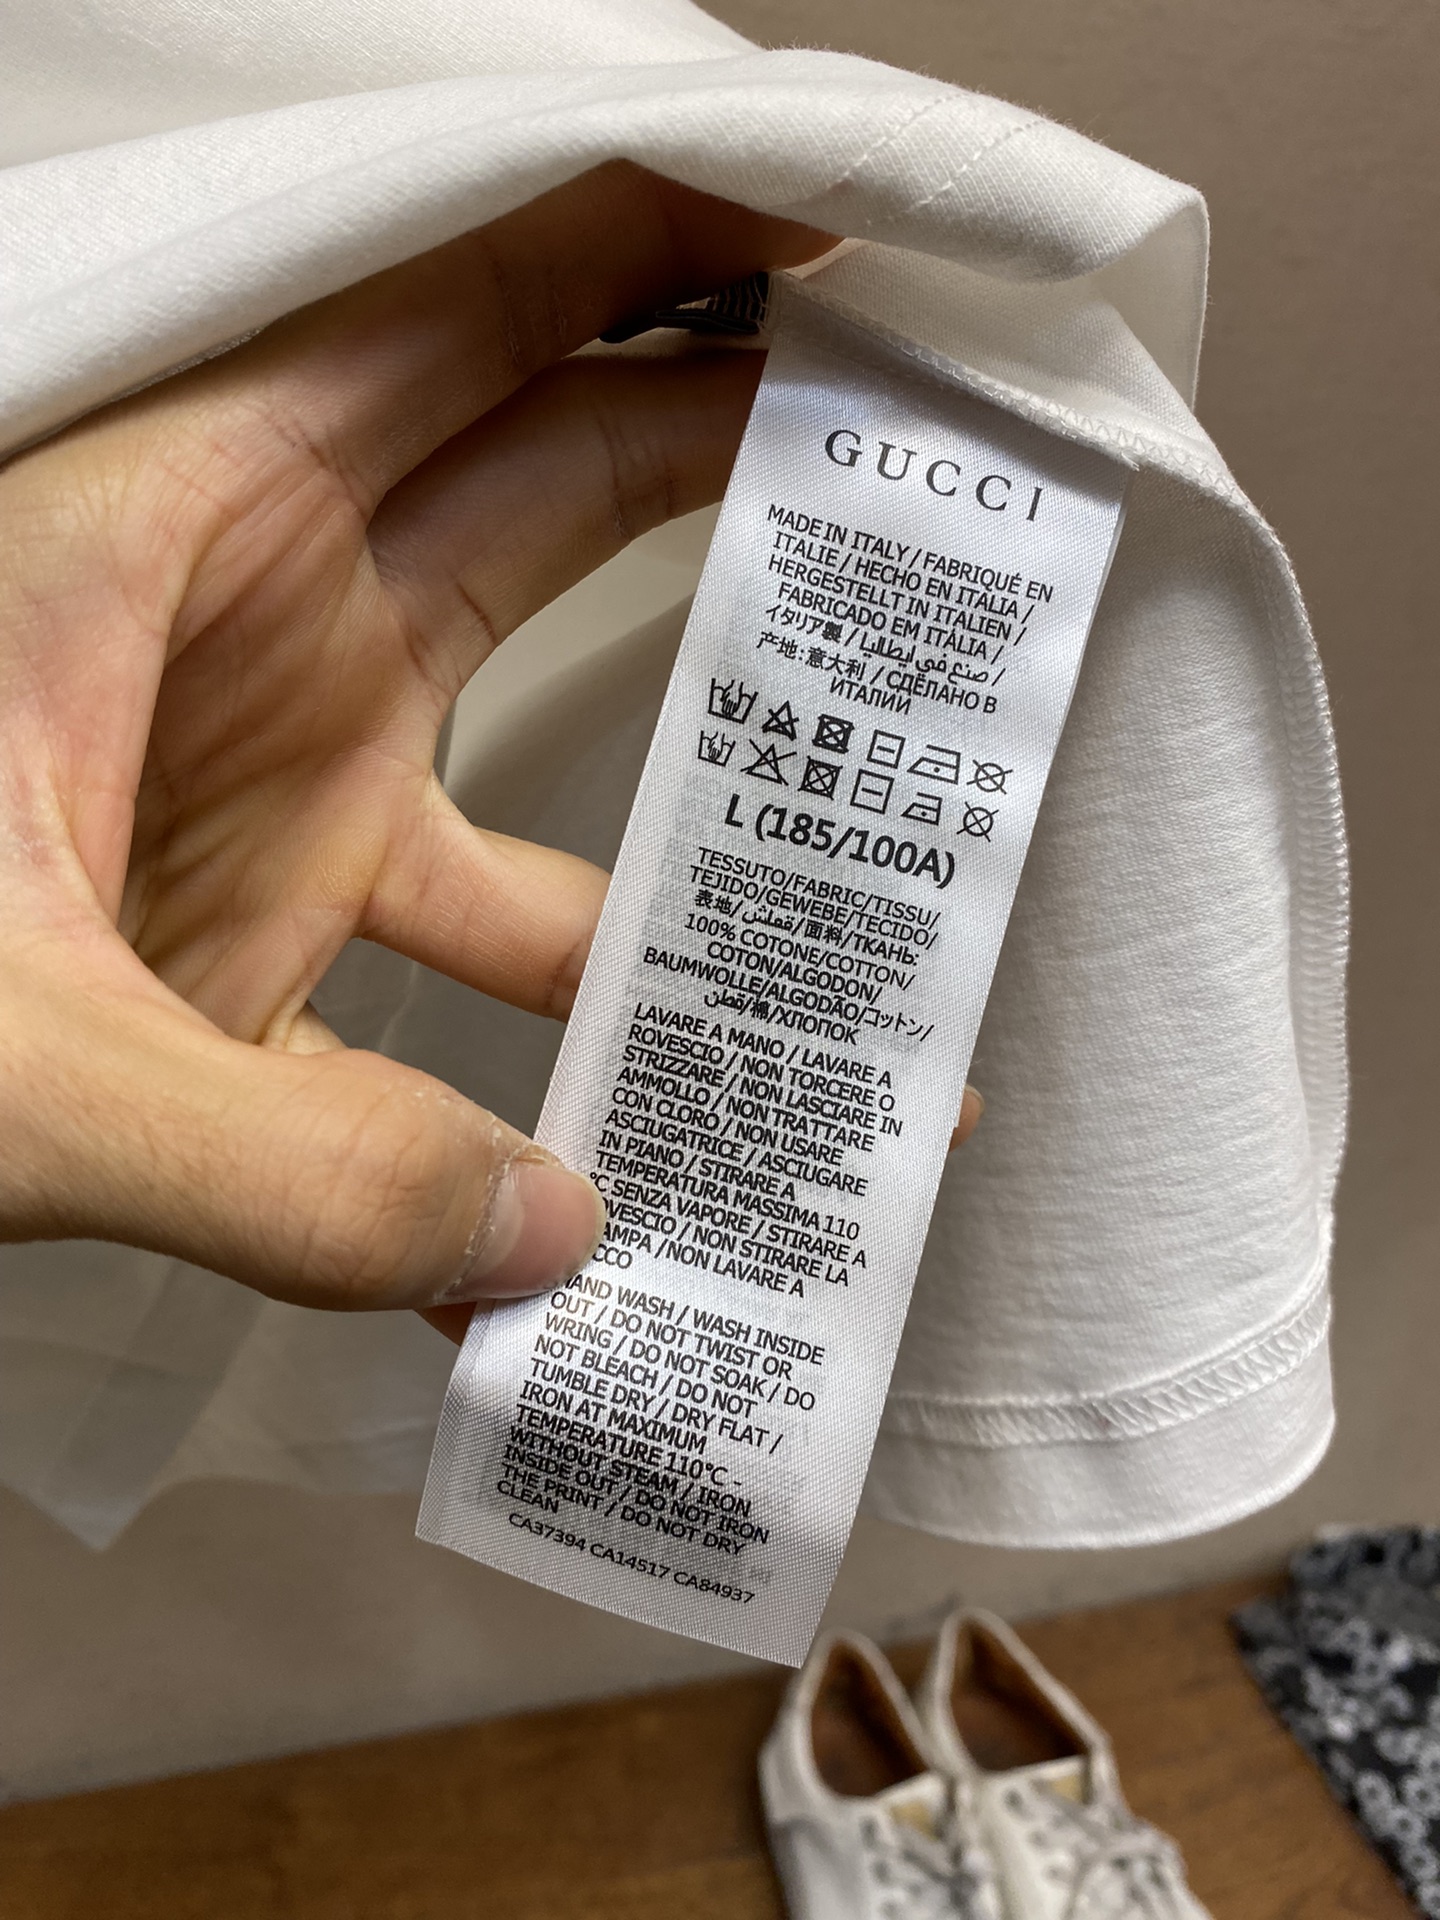 GUCCI
MADE IN ITALY / FABRIQUÉ EN
ITALIE / HECHO EN ITALIA /
HERGESTELLT IN ITALIEN /
FABRICADO EM ITÁLIA /
イタリア製 / صنع في إيطاليا /
产地: 意大利 / СДЕЛАНО В
ИТАЛИИ
L (185/100A)
TESSUTO/FABRIC/TISSU/
TEJIDO/GEWEBE/TECIDO/
表地/قماش/面料/ТКАНЬ:
100% COTONE/COTTON/
COTON/ALGODON/
BAUMWOLLE/ALGODÃO/コットン/
قطن/棉/ХЛОПОК
LAVARE A MANO / LAVARE A
ROVESCIO / NON TORCERE O
STRIZZARE / NON LASCIARE IN
AMMOLLO / NON TRATTARE
CON CLORO / NON USARE
ASCIUGATRICE / ASCIUGARE
IN PIANO / STIRARE A
TEMPERATURA MASSIMA 110
°C SENZA VAPORE / STIRARE A
OVESCIO / NON STIRARE LA
AMPA / NON LAVARE A
CCO
HAND WASH / WASH INSIDE
OUT / DO NOT TWIST OR
WRING / DO NOT SOAK / DO
NOT BLEACH / DO NOT
TUMBLE DRY / DRY FLAT /
IRON AT MAXIMUM
TEMPERATURE 110°C -
WITHOUT STEAM / IRON
INSIDE OUT / DO NOT IRON
THE PRINT / DO NOT DRY
CLEAN
CA37394 CA14517 CA84937